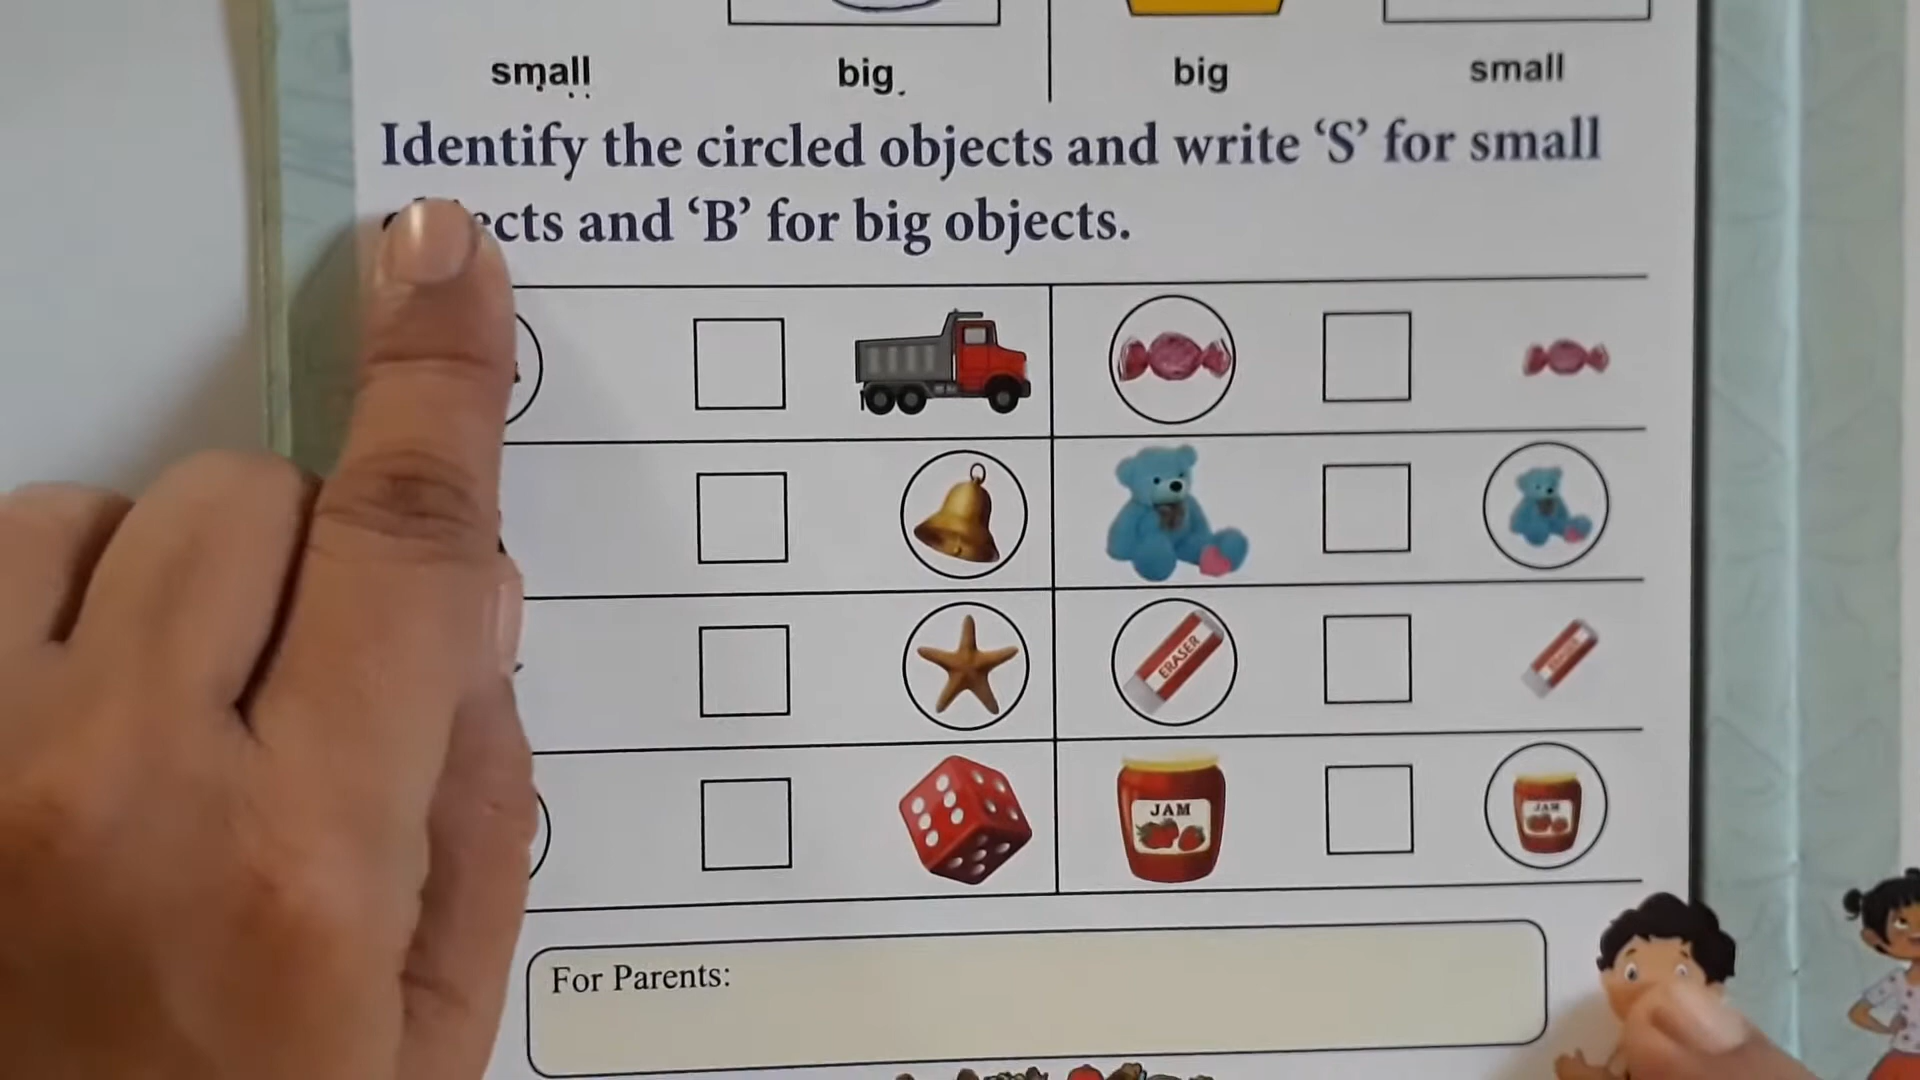 small big big small
Identify the circled objects and write ‘S’ for small
and ‘B’ for big objects.
ERASER
JAM
JAM
For Parents: